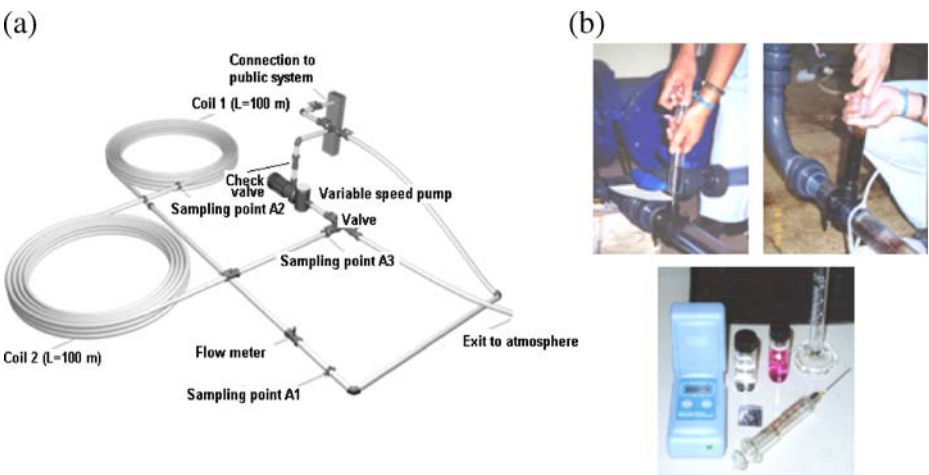 (a)
(b)
Connection to
public system
Coil 1 (L=100 m)
Check
valve
Variable speed pump
Sampling point A2
Valve
Sampling point A3
Coil 2 (L=100 m)
Flow meter
Exit to atmosphere
Sampling point A1